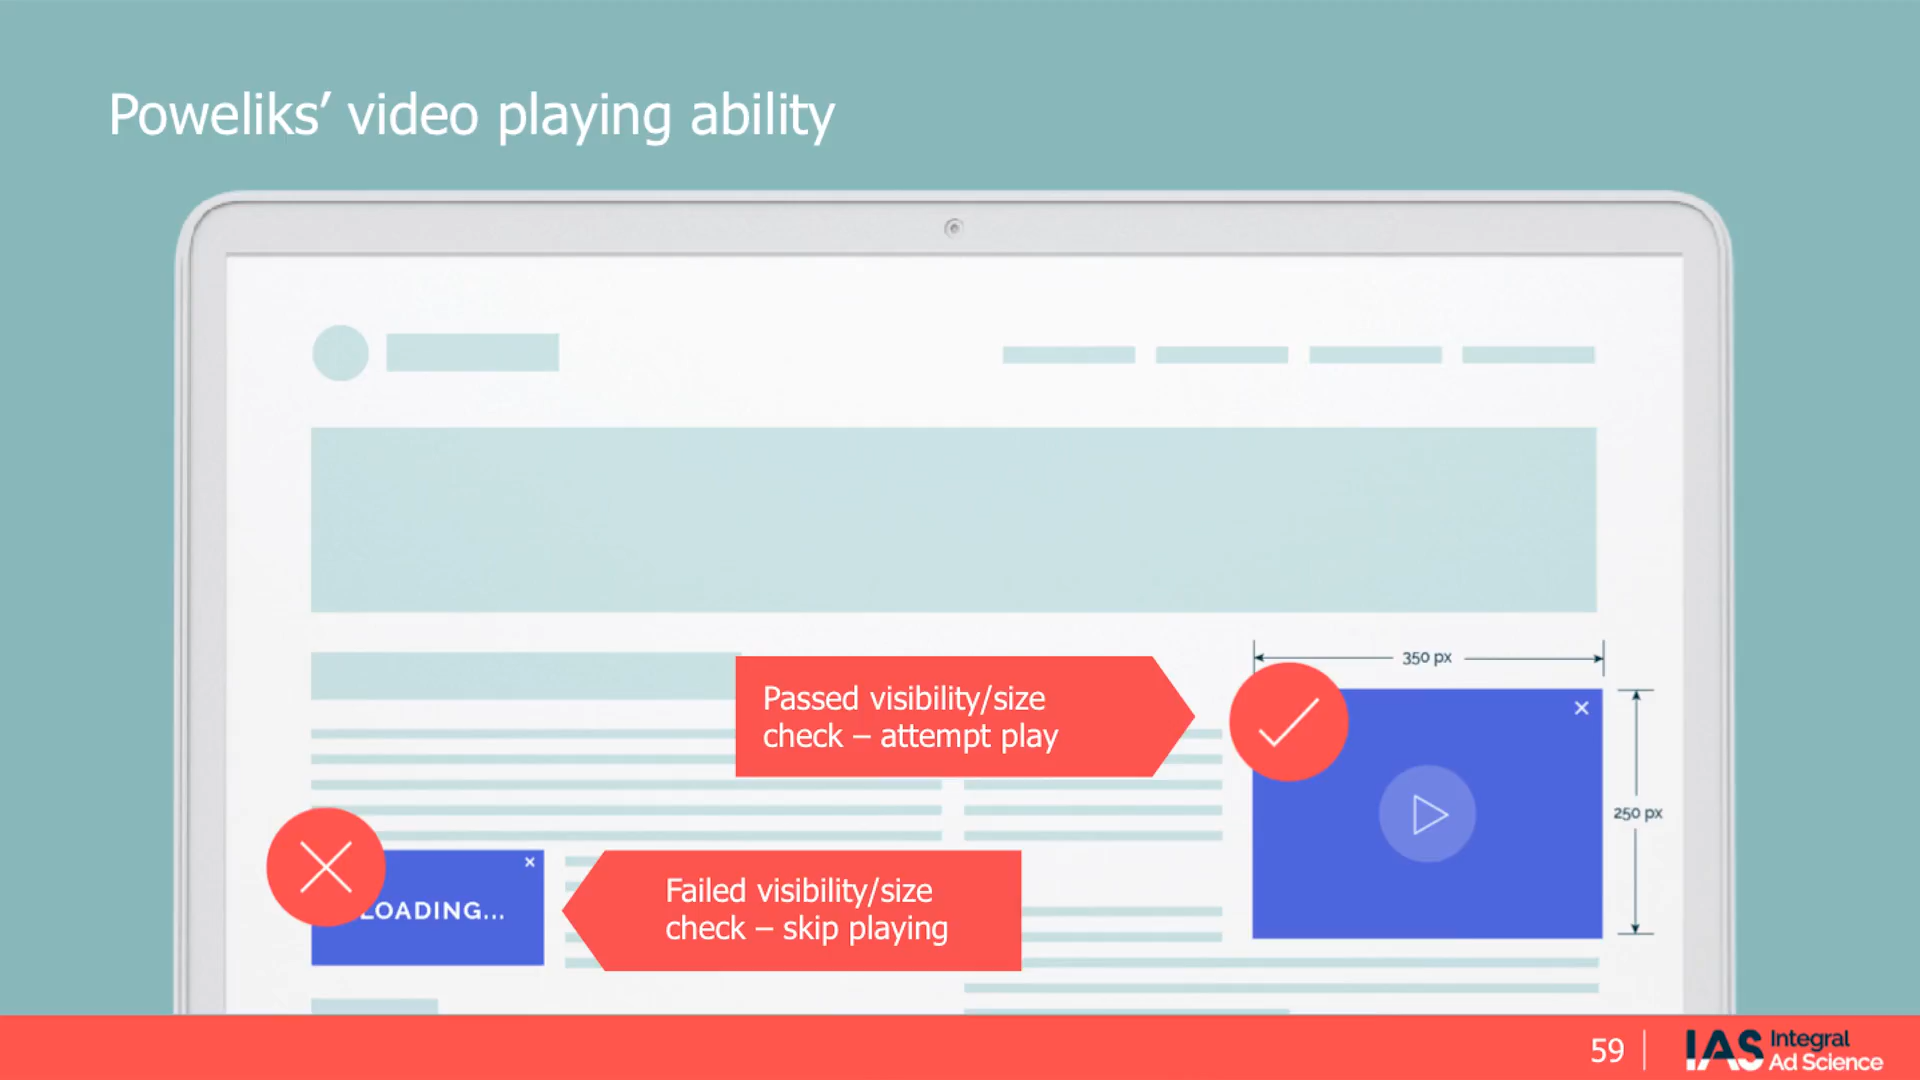 Poweliks’ video playing ability
350 px
Passed visibility/size
check – attempt play
250 px
LOADING...
Failed visibility/size
check – skip playing
59
IAS Integral
Ad Science